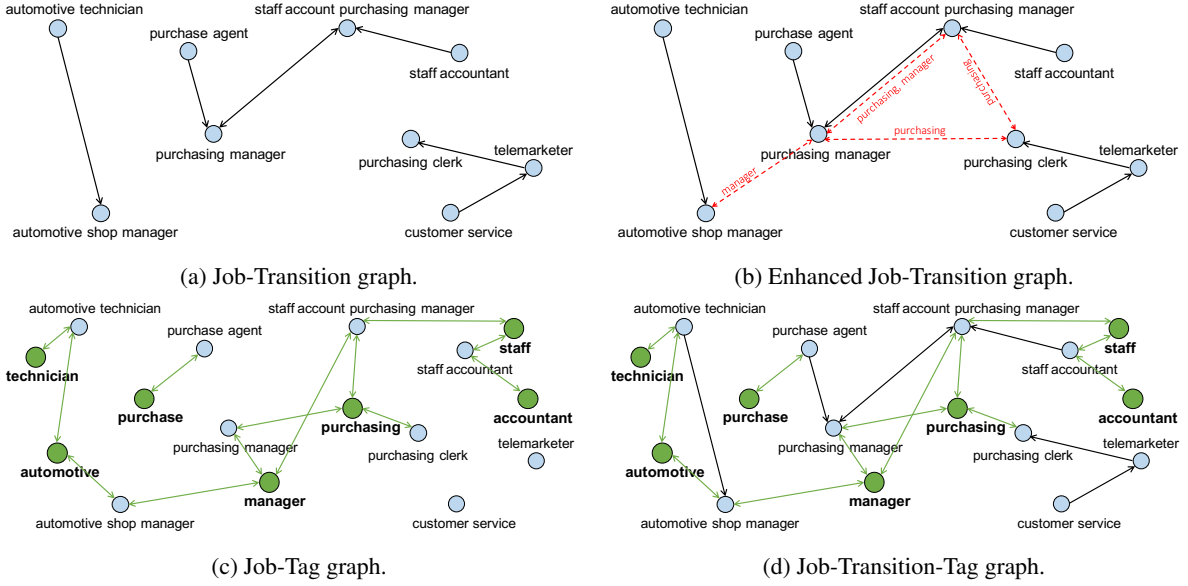 automotive technician
staff account purchasing manager
purchase agent
staff accountant
purchasing manager
purchasing clerk
telemarketer
automotive shop manager
customer service
(a) Job-Transition graph.
automotive technician
staff account purchasing manager
purchase agent
staff accountant
purchasing, manager
purchasing
purchasing
purchasing manager
purchasing clerk
telemarketer
manager
automotive shop manager
customer service
(b) Enhanced Job-Transition graph.
automotive technician
staff account purchasing manager
purchase agent
staff
technician
staff accountant
purchase
accountant
purchasing
purchasing manager
purchasing clerk
telemarketer
automotive
manager
automotive shop manager
customer service
(c) Job-Tag graph.
automotive technician
staff account purchasing manager
purchase agent
staff
technician
staff accountant
purchase
accountant
purchasing
purchasing manager
purchasing clerk
telemarketer
automotive
manager
automotive shop manager
customer service
(d) Job-Transition-Tag graph.